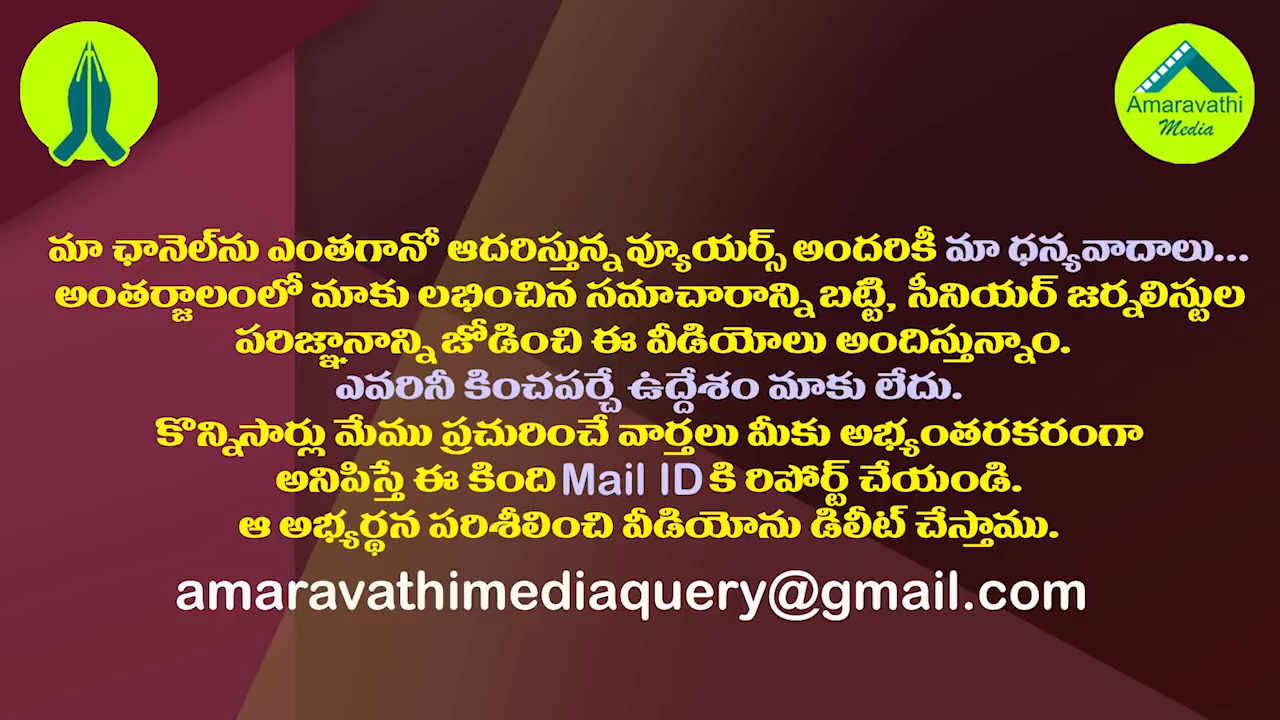 Amaravathi
Media
మా ఛానెల్‌ను ఎంతగానో ఆదరిస్తున్న వ్యూయర్స్ అందరికీ మా ధన్యవాదాలు...
అంతర్జాలంలో మాకు లభించిన సమాచారాన్ని బట్టి, సీనియర్ జర్నలిస్టుల
పరిజ్ఞానాన్ని జోడించి ఈ వీడియోలు అందిస్తున్నాం.
ఎవరినీ కించపర్చే ఉద్దేశం మాకు లేదు.
కొన్నిసార్లు మేము ప్రచురించే వార్తలు మీకు అభ్యంతరకరంగా
అనిపిస్తే ఈ కింది Mail ID కి రిపోర్ట్ చేయండి.
ఆ అభ్యర్థన పరిశీలించి వీడియోను డిలీట్ చేస్తాము.
amaravathimediaquery@gmail.com